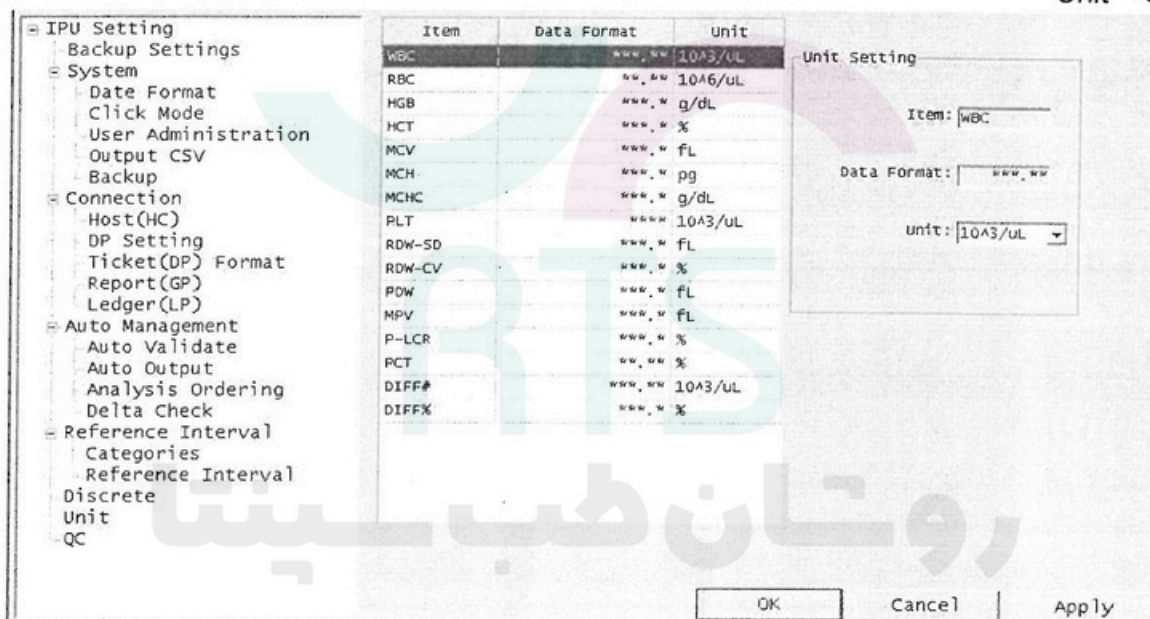 Unit
IPU Setting
Backup Settings
System
Date Format
Click Mode
User Administration
Output CSV
Backup
Connection
Host(HC)
DP Setting
Ticket(DP) Format
Report(GP)
Ledger(LP)
Auto Management
Auto Validate
Auto Output
Analysis Ordering
Delta Check
Reference Interval
Categories
Reference Interval
Discrete
Unit
QC
Item Data Format Unit
WBC ***.** 10^3/uL
RBC **.** 10^6/uL
HGB ***.* g/dL
HCT ***.* %
MCV ***.* fL
MCH ***.* pg
MCHC ***.* g/dL
PLT **** 10^3/uL
RDW-SD ***.* fL
RDW-CV ***.* %
PDW ***.* fL
MPV ***.* fL
P-LCR ***.* %
PCT **.** %
DIFF# ***.** 10^3/uL
DIFF% ***.* %
Unit Setting
Item: WBC
Data Format: ***.**
Unit: 10^3/uL
OK Cancel Apply
RTS
روشان طب سینتا